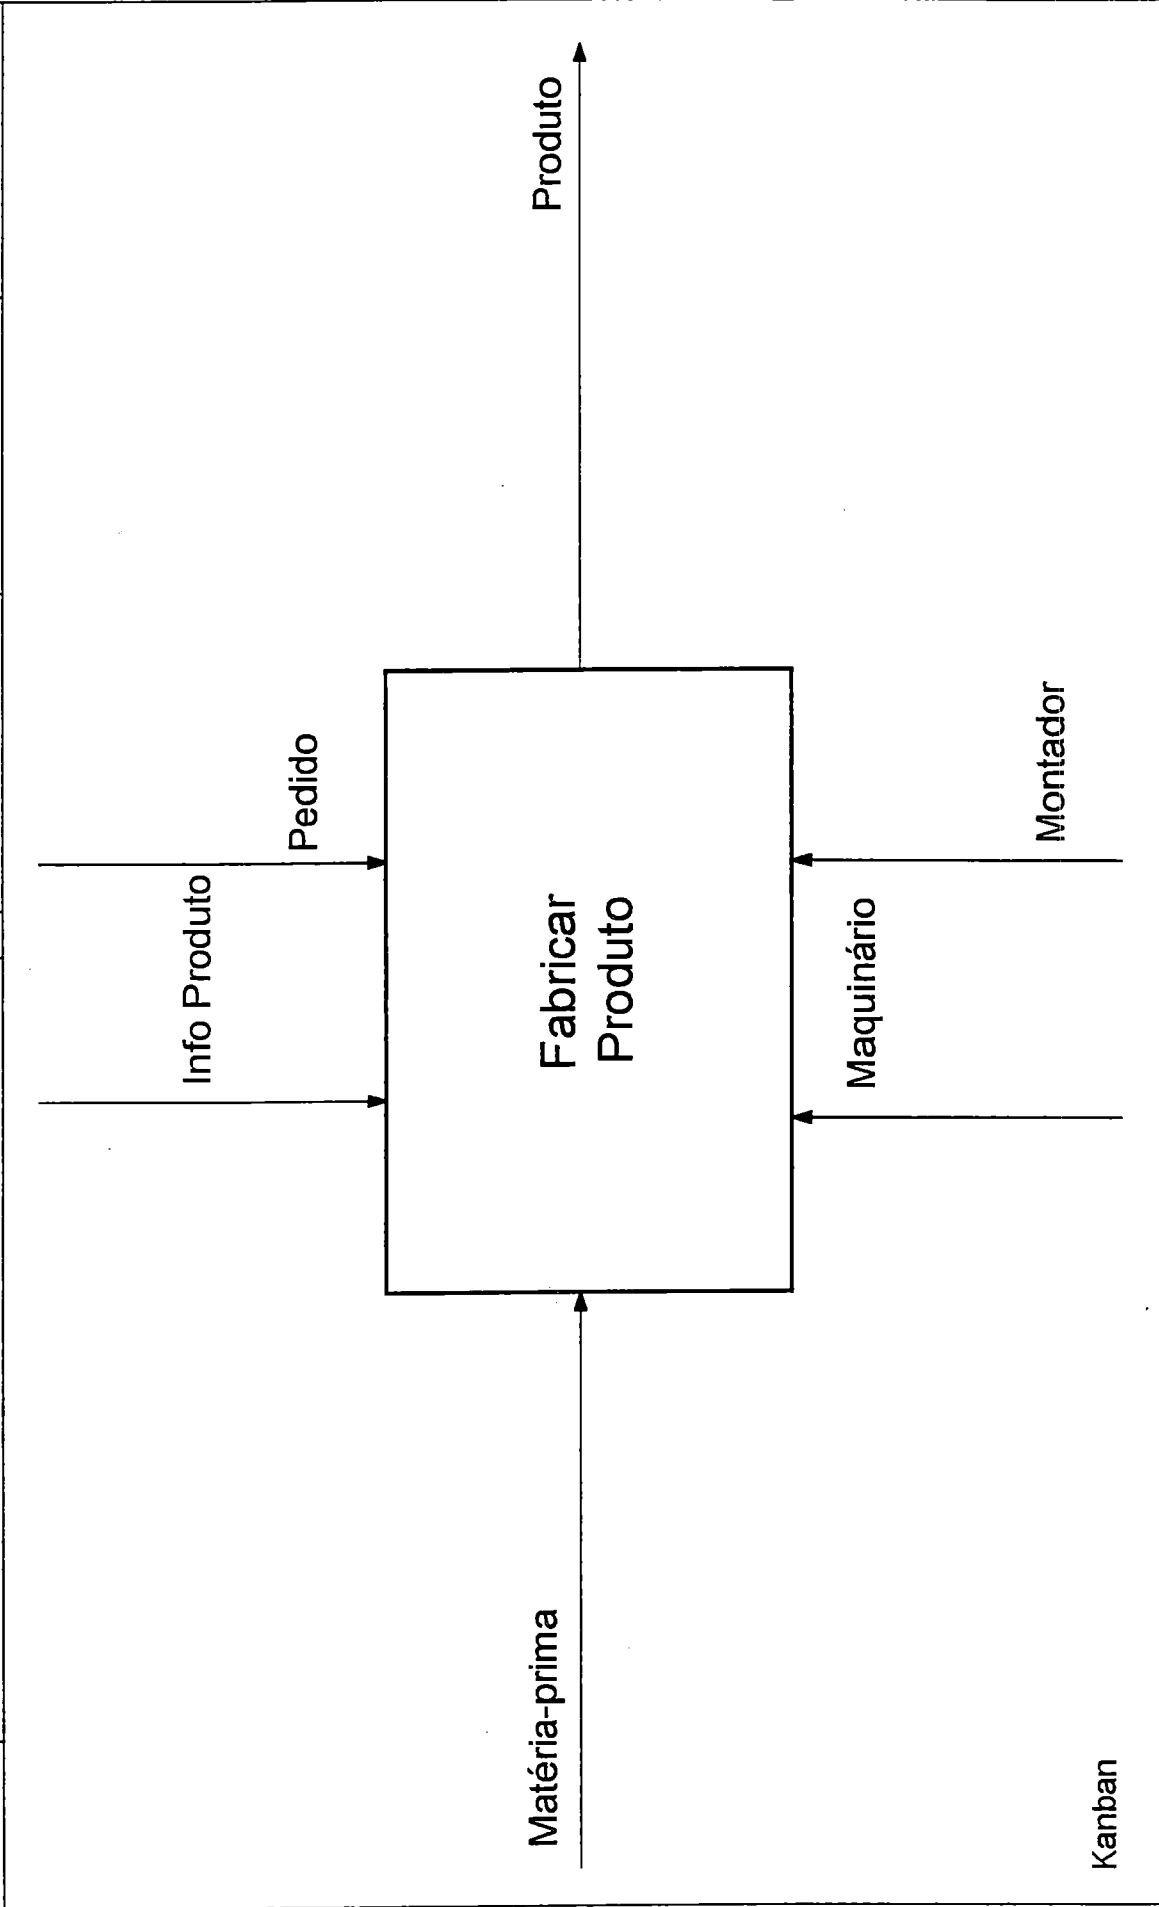 Info Produto
Pedido
Matéria-prima
Fabricar
Produto
Produto
Maquinário
Montador
Kanban